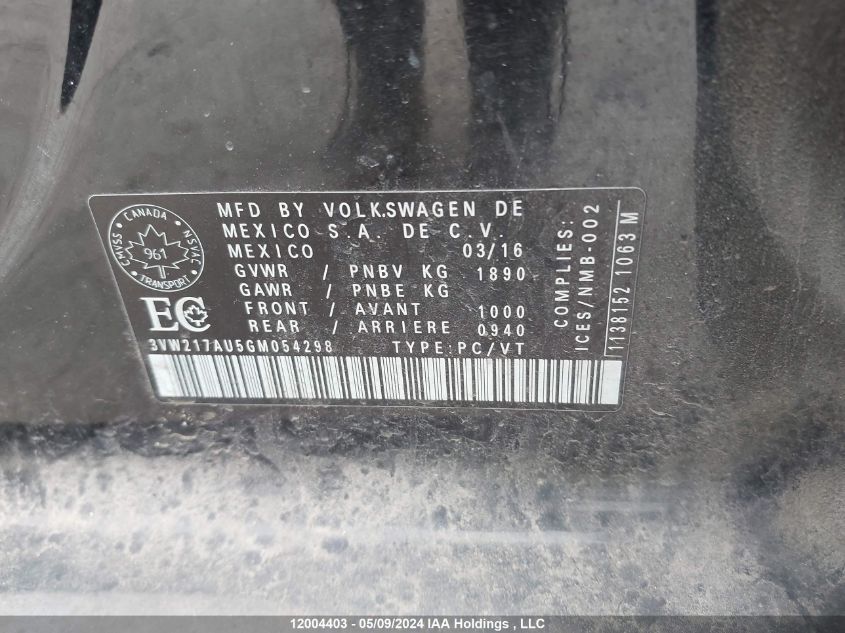 CANADA
CMVSS NSVAC
961
TRANSPORT
EC
MFD BY VOLKSWAGEN DE
MEXICO S.A. DE C.V.
MEXICO 03/16
GVWR / PNBV KG 1890
GAWR / PNBE KG
FRONT / AVANT 1000
REAR / ARRIERE 0940
3VW217AU5GM054298 TYPE:PC/VT
COMPLIES:
ICES/NMB-002
1138152 1063 M
12004403 - 05/09/2024 IAA Holdings , LLC